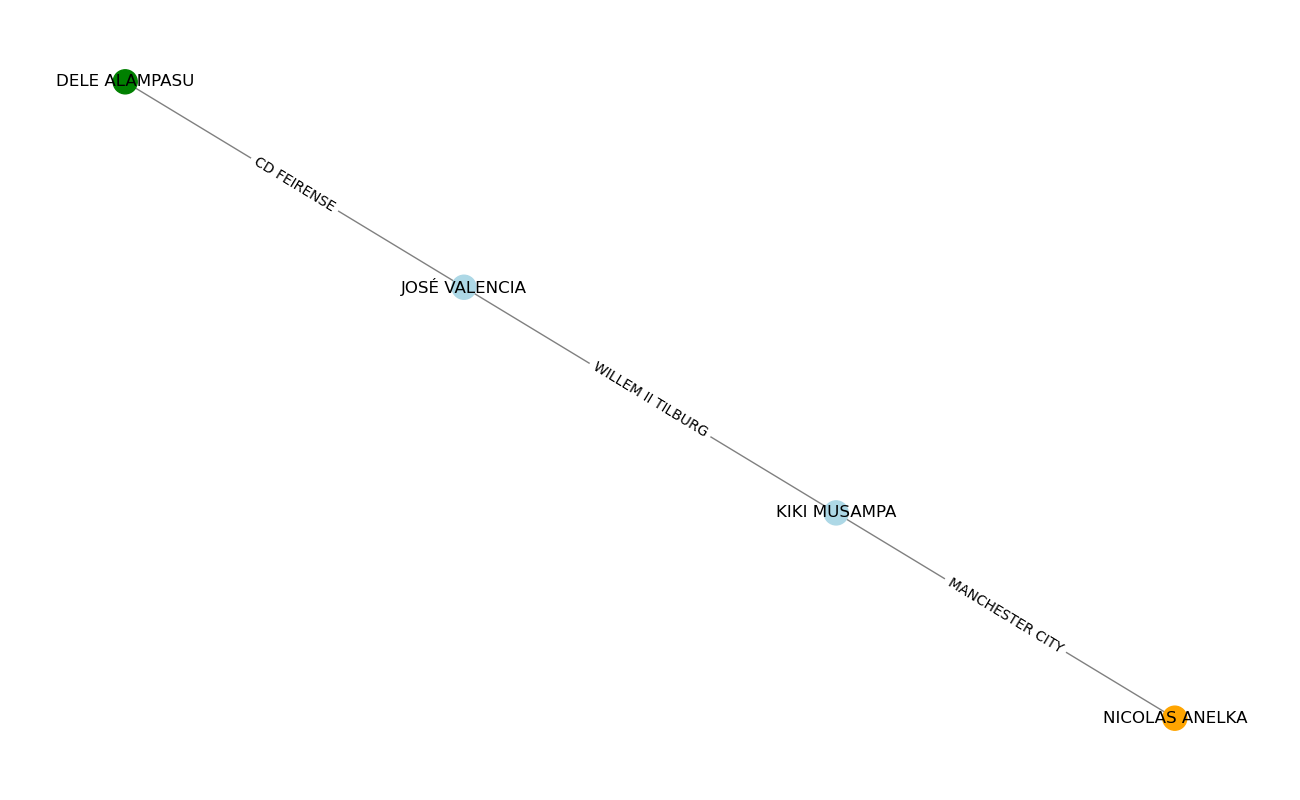 DELE ALAMPASU
CD FEIRENSE
JOSÉ VALENCIA
WILLEM II TILBURG
KIKI MUSAMPA
MANCHESTER CITY
NICOLAS ANELKA